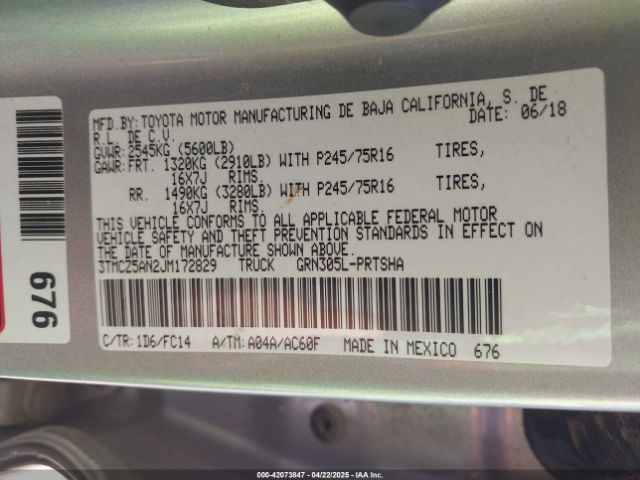 MFD.BY: TOYOTA MOTOR MANUFACTURING DE BAJA CALIFORNIA, S. DE
R.L. DE C.V. DATE: 06/18
GVWR: 2545KG (5600LB)
GAWR: FRT. 1320KG (2910LB) WITH P245/75R16 TIRES,
16X7J RIMS.
RR. 1490KG (3280LB) WITH P245/75R16 TIRES,
16X7J RIMS.
THIS VEHICLE CONFORMS TO ALL APPLICABLE FEDERAL MOTOR
VEHICLE SAFETY AND THEFT PREVENTION STANDARDS IN EFFECT ON
THE DATE OF MANUFACTURE SHOWN ABOVE.
3TMCZ5AN2JM172829 TRUCK GRN305L-PRTSHA
C/TR: 1D6/FC14 A/TM: A04A/AC60F MADE IN MEXICO 676
676
000-42073847 - 04/22/2025 - IAAI, Inc.